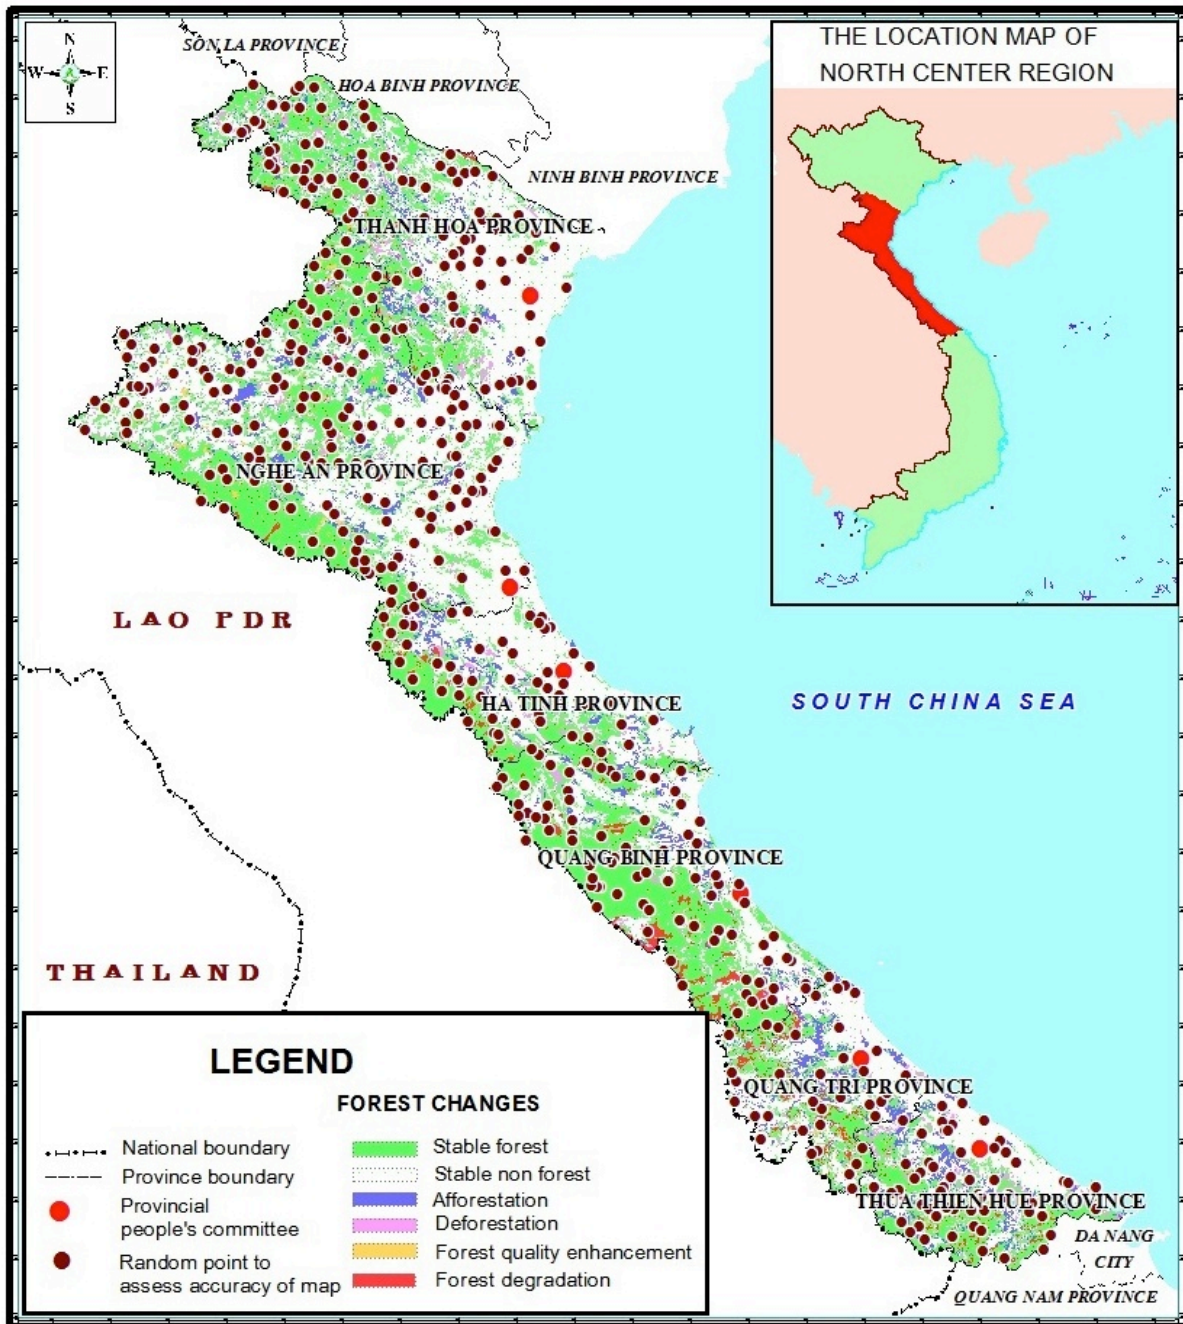 N
W E
S
SON LA PROVINCE
HOA BINH PROVINCE
NINH BINH PROVINCE
THE LOCATION MAP OF
NORTH CENTER REGION
THANH HOA PROVINCE
NGHE AN PROVINCE
LAO PDR
HA TINH PROVINCE
SOUTH CHINA SEA
QUANG BINH PROVINCE
THAILAND
QUANG TRI PROVINCE
THUA THIEN HUE PROVINCE
DA NANG
CITY
QUANG NAM PROVINCE
LEGEND
FOREST CHANGES
National boundary
Province boundary
Provincial
people's committee
Random point to
assess accuracy of map
Stable forest
Stable non forest
Afforestation
Deforestation
Forest quality enhancement
Forest degradation